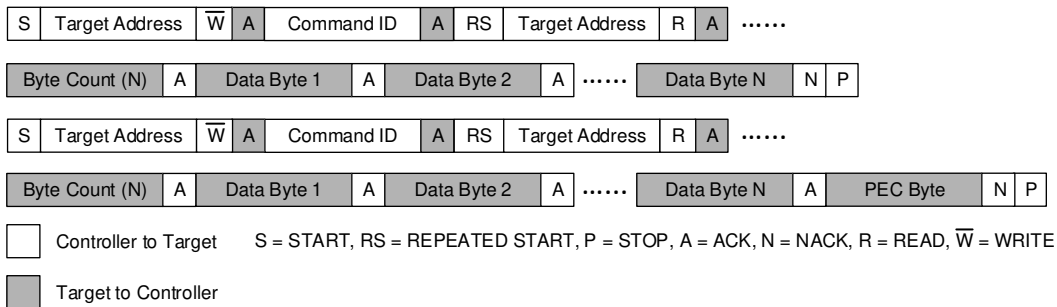 S Target Address W̅ A Command ID A RS Target Address R A ······
Byte Count (N) A Data Byte 1 A Data Byte 2 A ······ Data Byte N N P
S Target Address W̅ A Command ID A RS Target Address R A ······
Byte Count (N) A Data Byte 1 A Data Byte 2 A ······ Data Byte N A PEC Byte N P
Controller to Target S = START, RS = REPEATED START, P = STOP, A = ACK, N = NACK, R = READ, W̅ = WRITE
Target to Controller